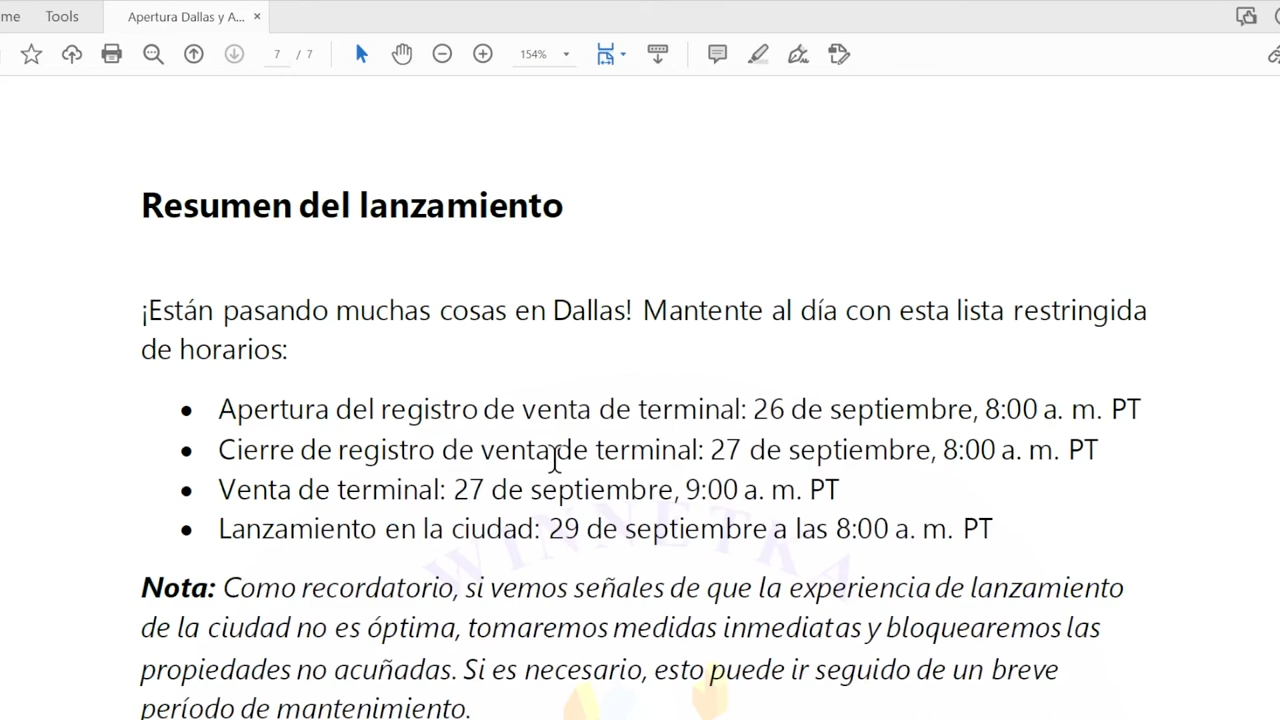 me Tools Apertura Dallas y A... ×
7 / 7 154%
Resumen del lanzamiento
¡Están pasando muchas cosas en Dallas! Mantente al día con esta lista restringida
de horarios:
• Apertura del registro de venta de terminal: 26 de septiembre, 8:00 a. m. PT
• Cierre de registro de venta de terminal: 27 de septiembre, 8:00 a. m. PT
• Venta de terminal: 27 de septiembre, 9:00 a. m. PT
• Lanzamiento en la ciudad: 29 de septiembre a las 8:00 a. m. PT
WINNETKA
Nota: Como recordatorio, si vemos señales de que la experiencia de lanzamiento
de la ciudad no es óptima, tomaremos medidas inmediatas y bloquearemos las
propiedades no acuñadas. Si es necesario, esto puede ir seguido de un breve
período de mantenimiento.